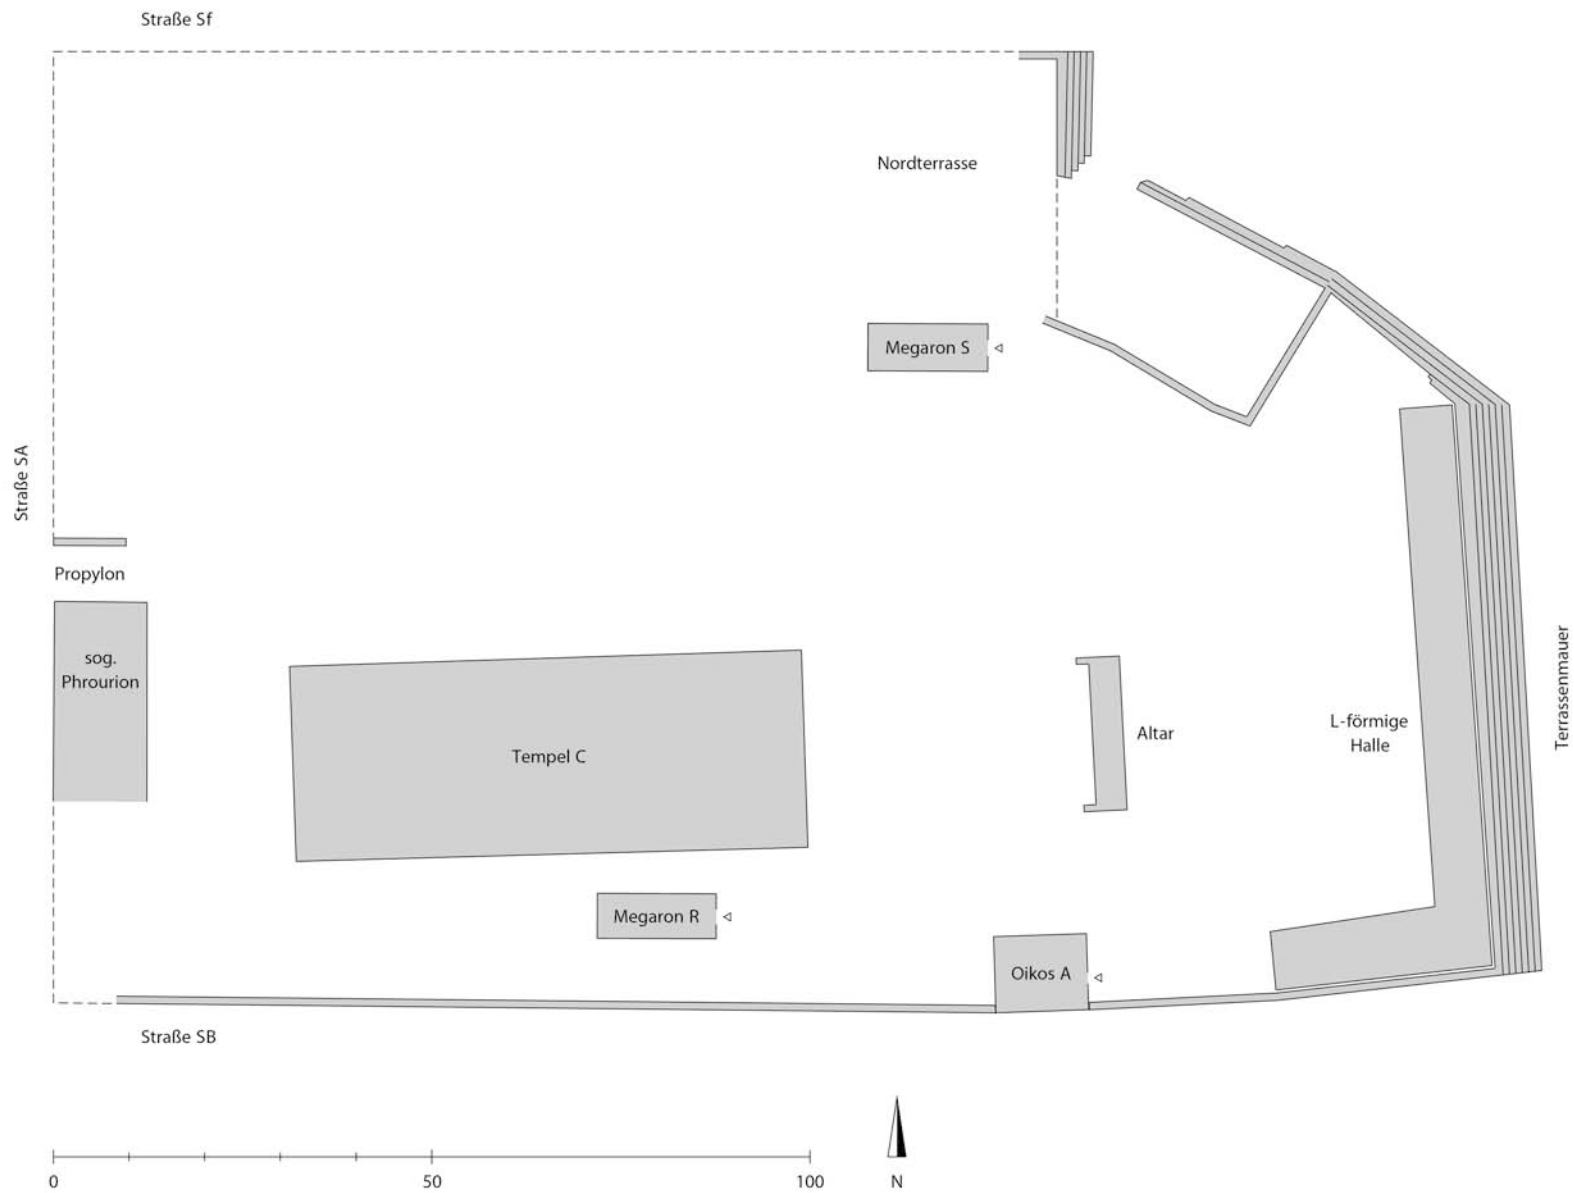 Straße Sf
Nordterrasse
Megaron S
Straße SA
Propylon
sog.
Phrourion
Tempel C
Altar
L-förmige
Halle
Terrassenmauer
Megaron R
Oikos A
Straße SB
0
50
100
N